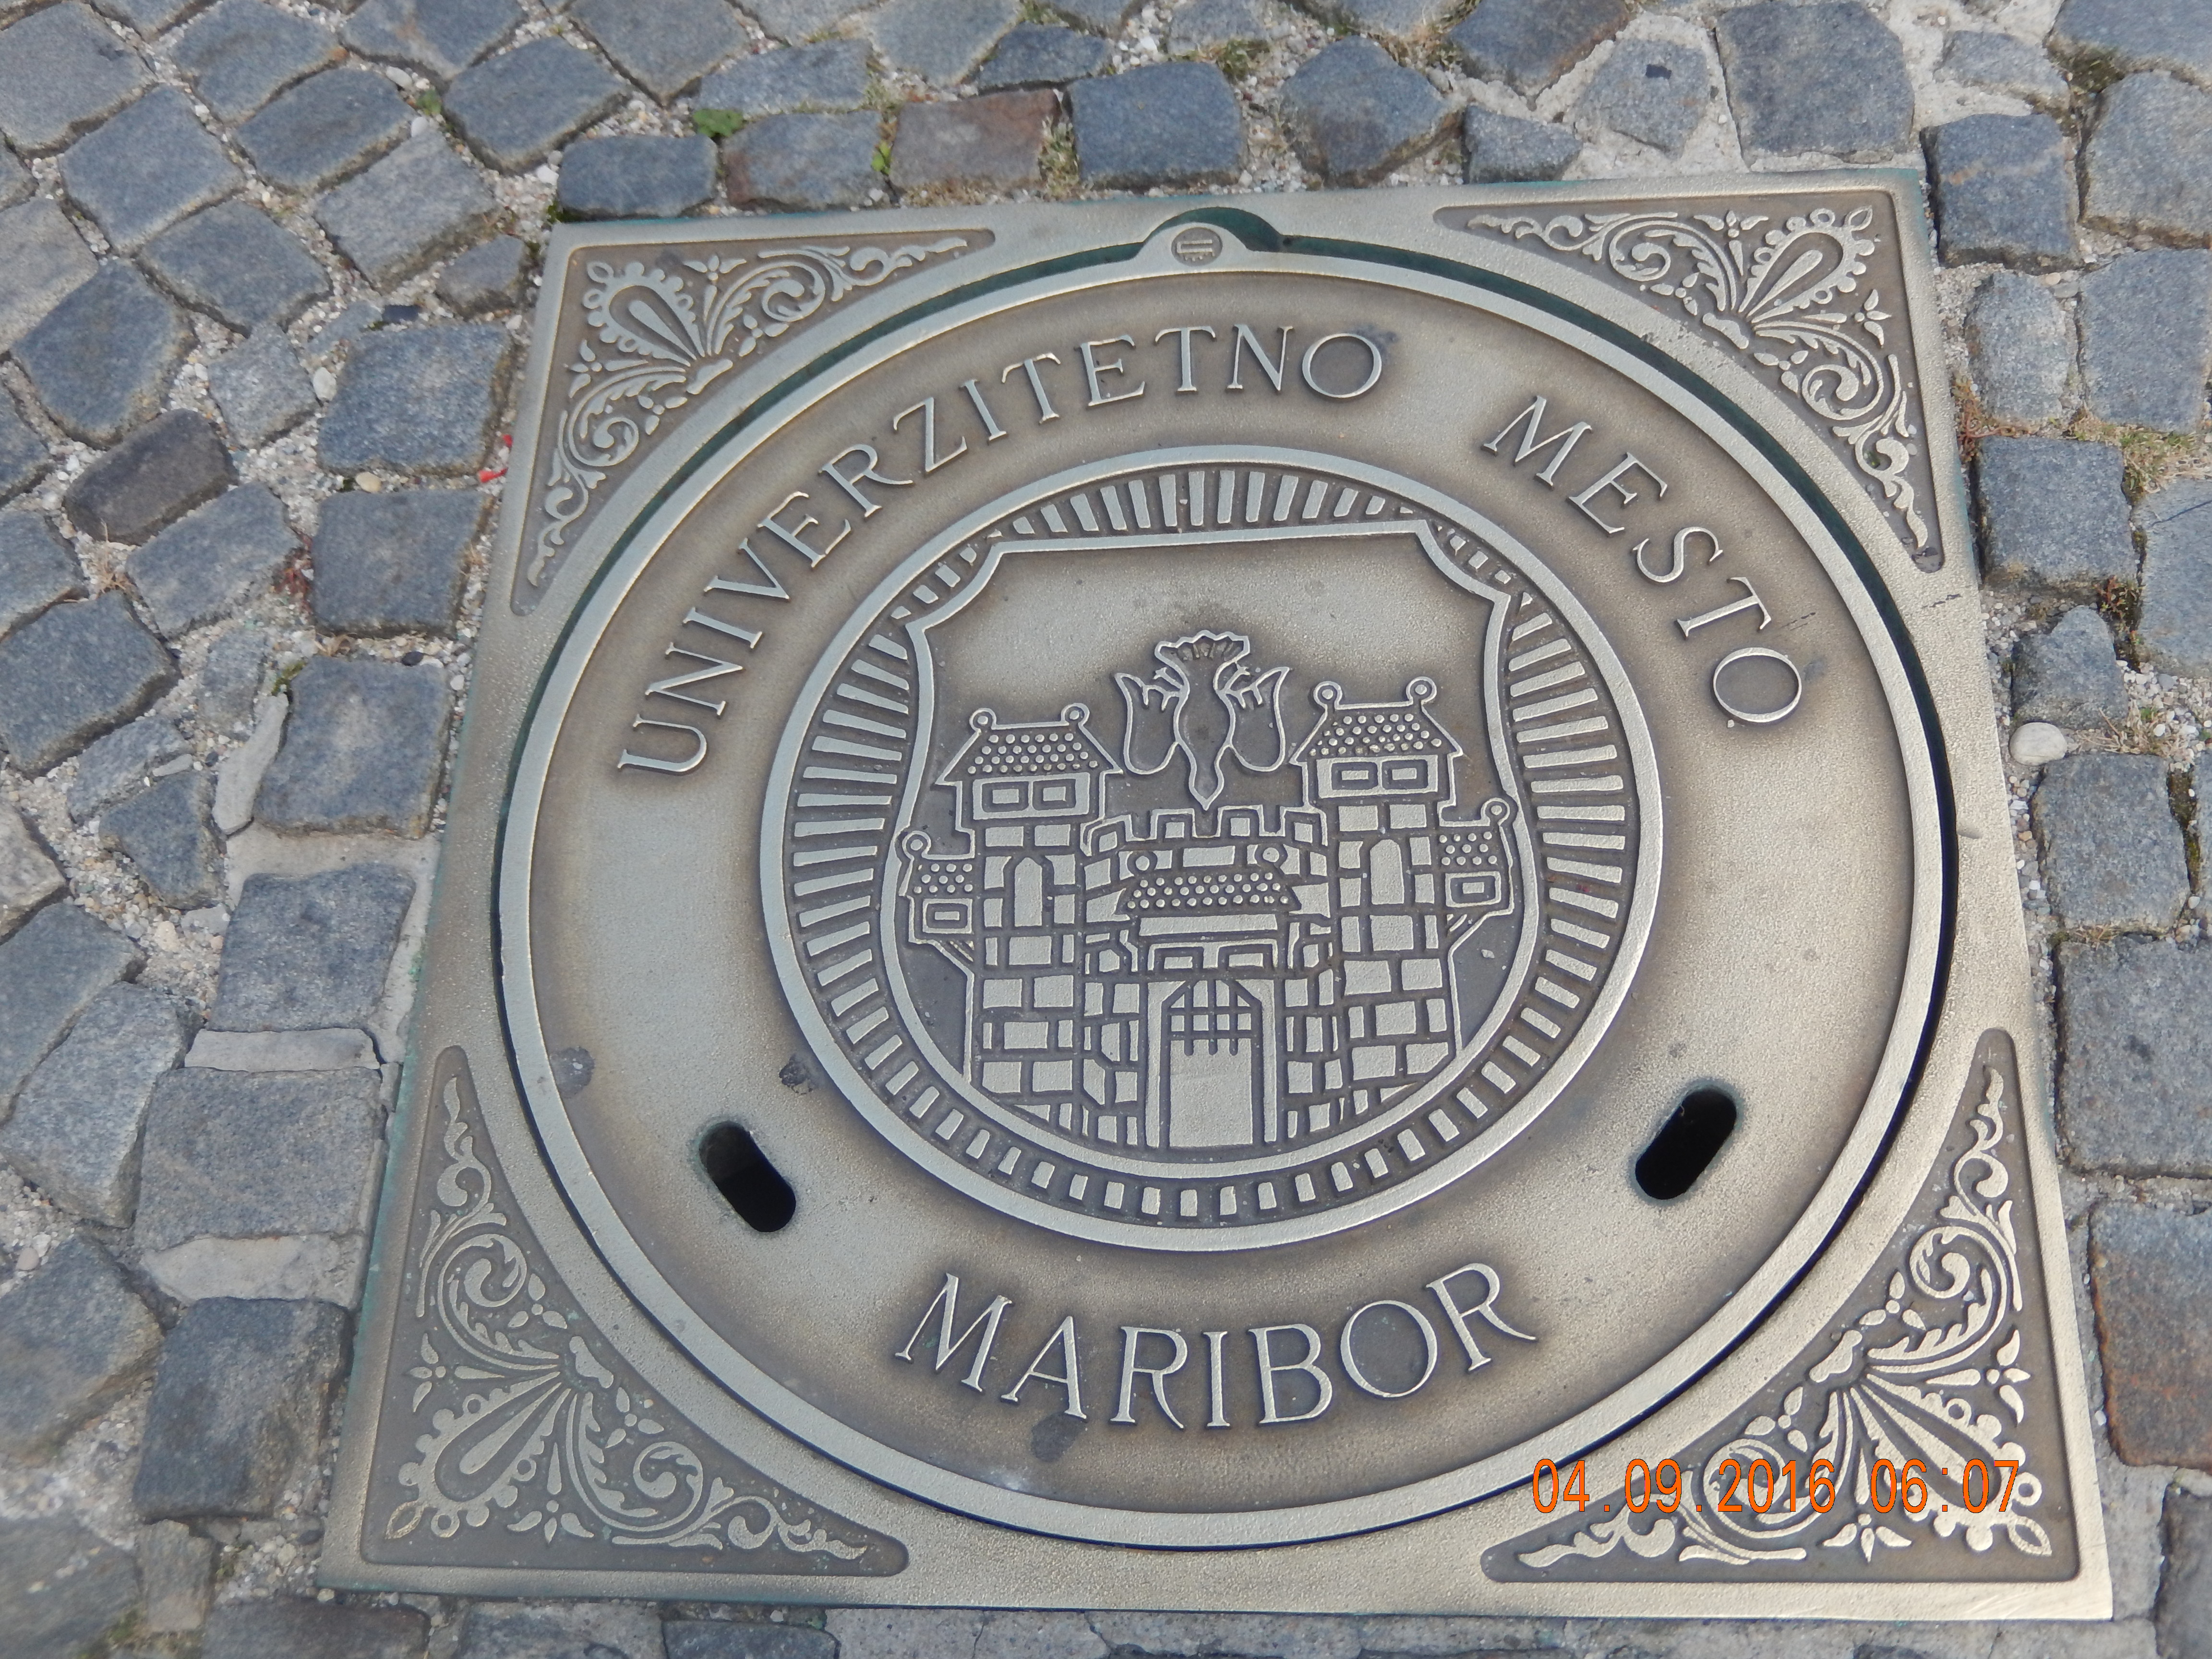 UNIVERZITETNO MESTO
MARIBOR
04.09.2016 06:07